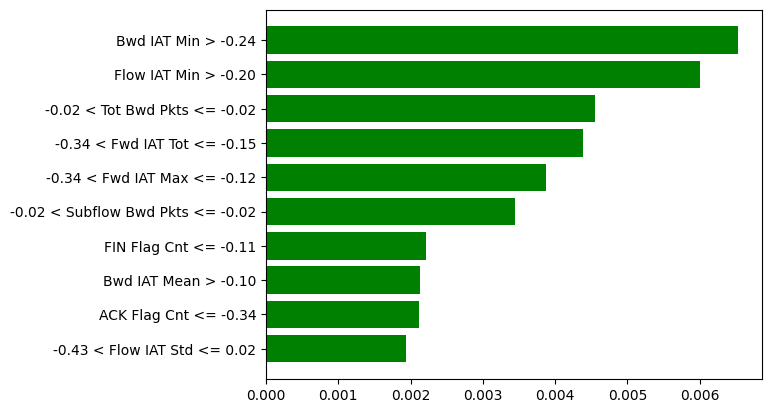 Bwd IAT Min > -0.24
Flow IAT Min > -0.20
-0.02 < Tot Bwd Pkts <= -0.02
-0.34 < Fwd IAT Tot <= -0.15
-0.34 < Fwd IAT Max <= -0.12
-0.02 < Subflow Bwd Pkts <= -0.02
FIN Flag Cnt <= -0.11
Bwd IAT Mean > -0.10
ACK Flag Cnt <= -0.34
-0.43 < Flow IAT Std <= 0.02
0.000 0.001 0.002 0.003 0.004 0.005 0.006